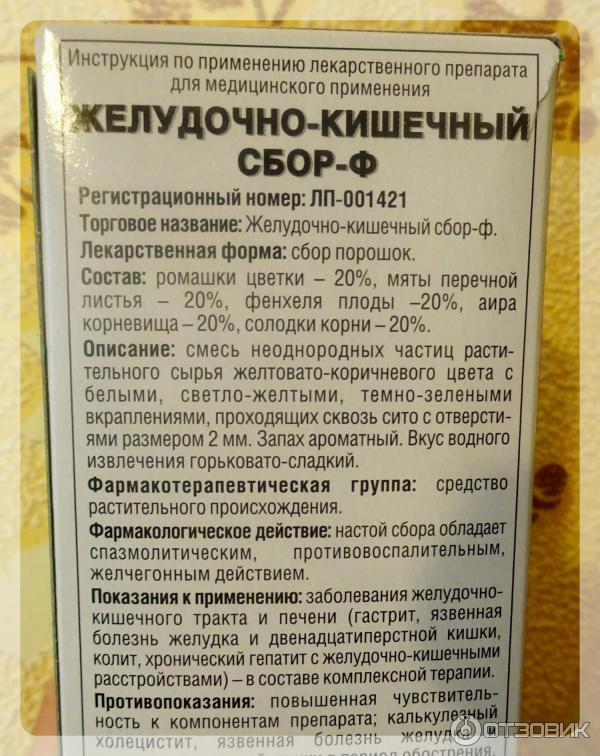 Инструкция по применению лекарственного препарата
для медицинского применения
ЖЕЛУДОЧНО-КИШЕЧНЫЙ
СБОР-Ф
Регистрационный номер: ЛП-001421
Торговое название: Желудочно-кишечный сбор-ф.
Лекарственная форма: сбор порошок.
Состав: ромашки цветки – 20%, мяты перечной
листья – 20%, фенхеля плоды –20%, аира
корневища – 20%, солодки корни – 20%.
Описание: смесь неоднородных частиц расти-
тельного сырья желтовато-коричневого цвета с
белыми, светло-желтыми, темно-зелеными
вкраплениями, проходящих сквозь сито с отверсти-
ями размером 2 мм. Запах ароматный. Вкус водного
извлечения горьковато-сладкий.
Фармакотерапевтическая группа: средство
растительного происхождения.
Фармакологическое действие: настой сбора обладает
спазмолитическим, противовоспалительным,
желчегонным действием.
Показания к применению: заболевания желудочно-
кишечного тракта и печени (гастрит, язвенная
болезнь желудка и двенадцатиперстной кишки,
колит, хронический гепатит с желудочно-кишечными
расстройствами) – в составе комплексной терапии.
Противопоказания: повышенная чувствитель-
ность к компонентам препарата; калькулезный
холецистит, язвенная болезнь желудка и
в период обострения,
ОТЗОВИК